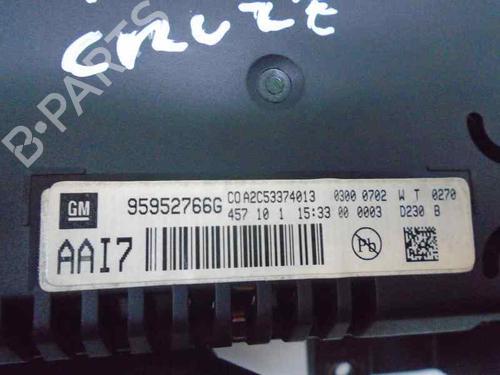 CRUZE
B-PARTS
GM
95952766G
CO A2C53374013 0300 0702 W T 0270
457 10 1 15:33 00 0003 D230 B
AAI7
Pb